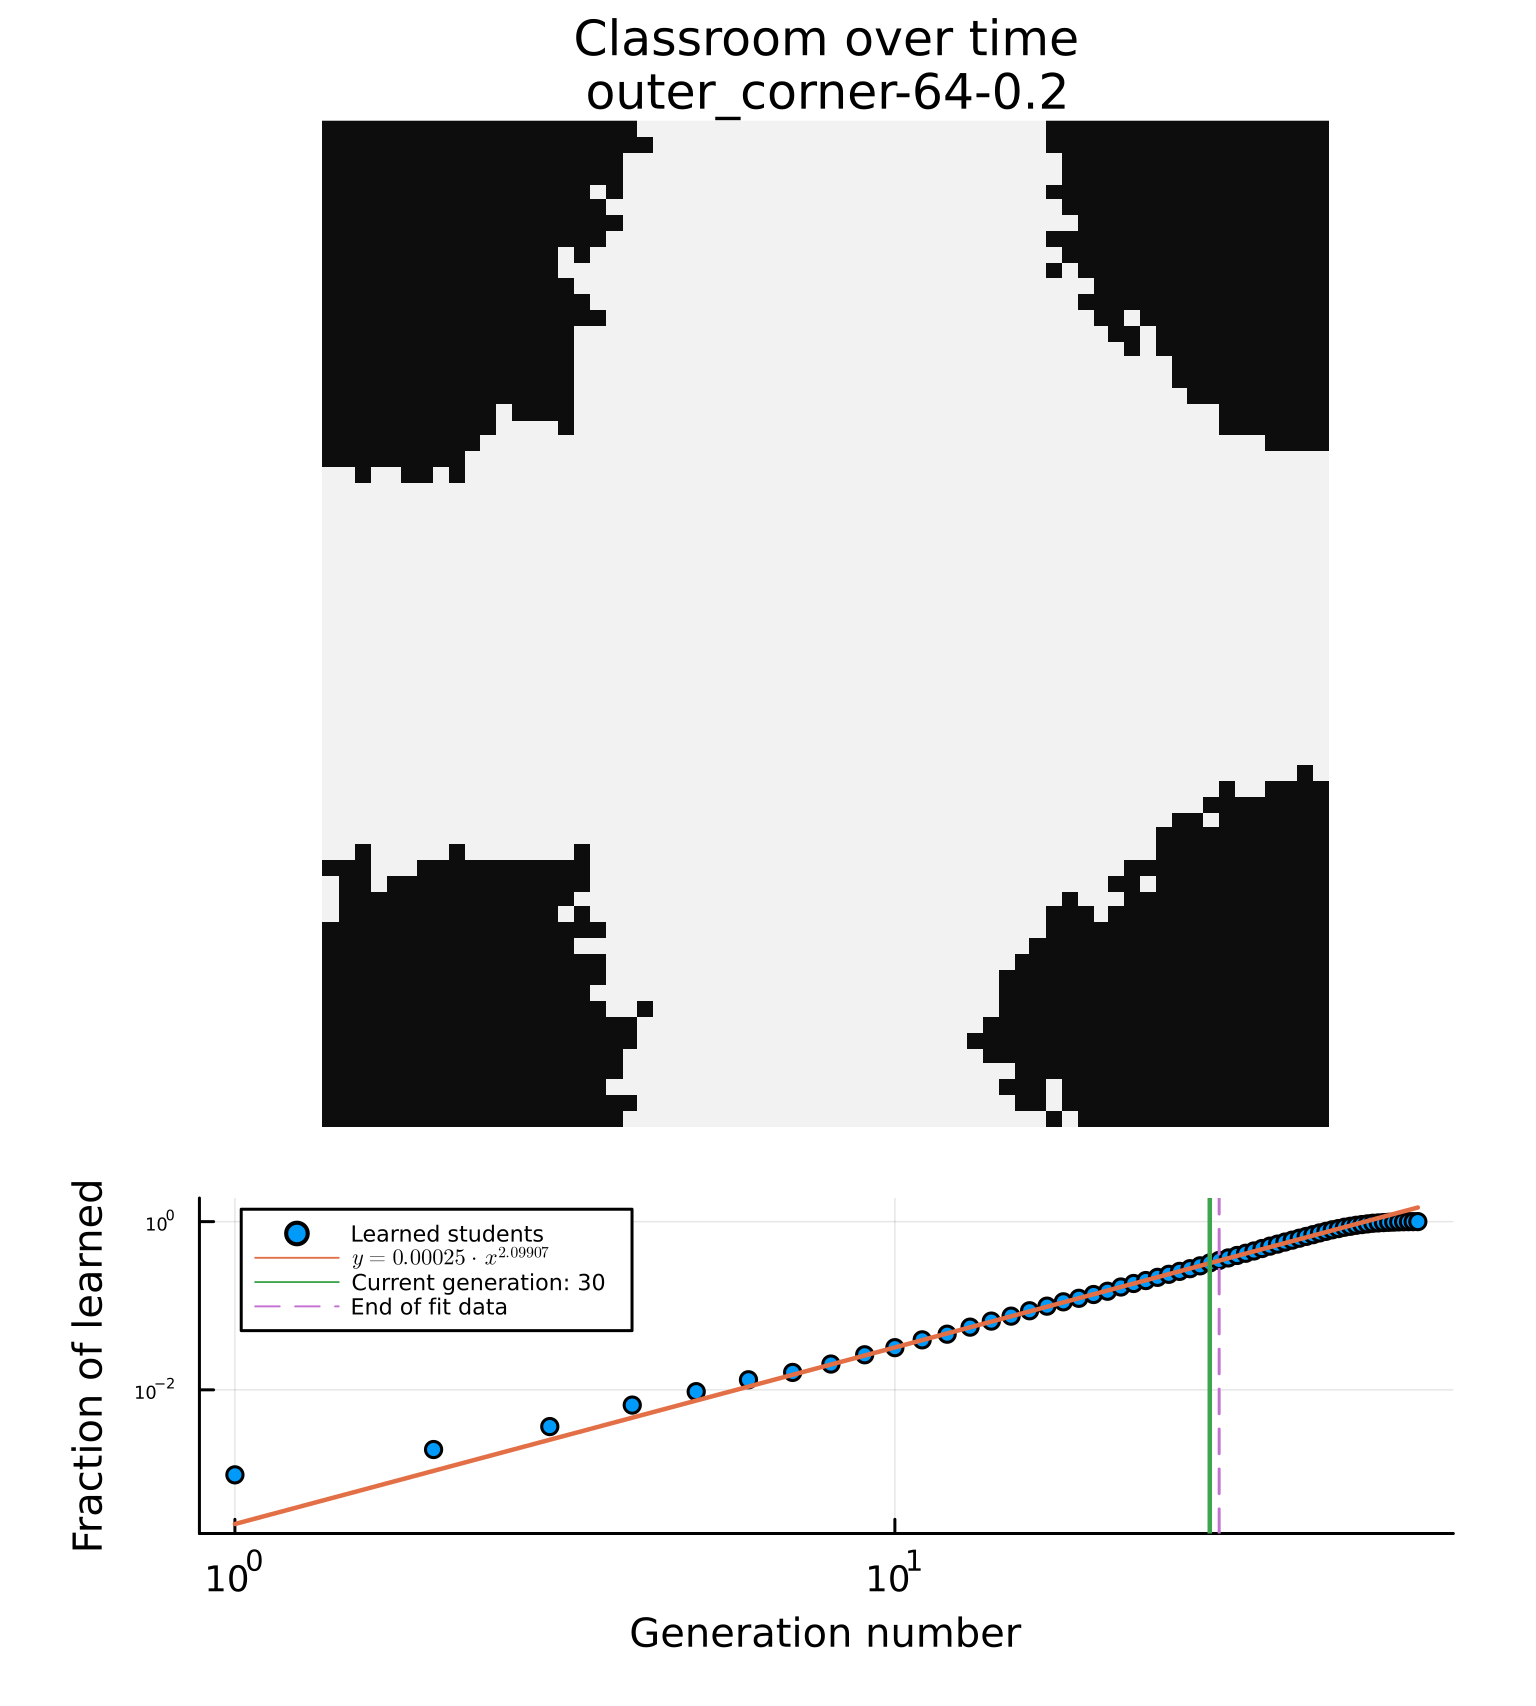 Classroom over time
outer_corner-64-0.2
Fraction of learned
10⁰
10⁻²
Learned students
y = 0.00025 · x^2.09907
Current generation: 30
End of fit data
10⁰
10¹
Generation number